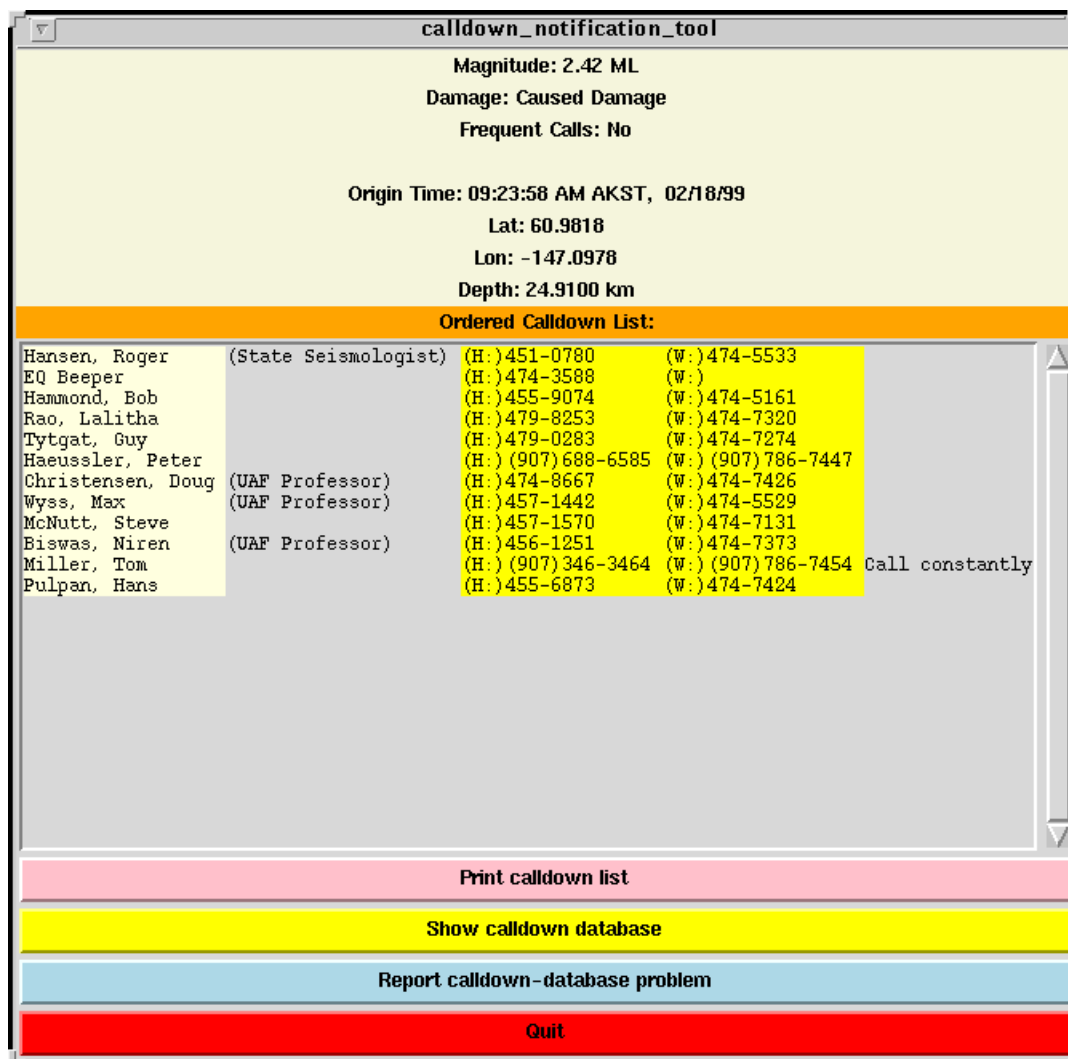 calldown_notification_tool
Magnitude: 2.42 ML
Damage: Caused Damage
Frequent Calls: No
Origin Time: 09:23:58 AM AKST, 02/18/99
Lat: 60.9818
Lon: -147.0978
Depth: 24.9100 km
Ordered Calldown List:
Hansen, Roger (State Seismologist) (H:)451-0780 (W:)474-5533
EQ Beeper (H:)474-3588 (W:)
Hammond, Bob (H:)455-9074 (W:)474-5161
Rao, Lalitha (H:)479-8253 (W:)474-7320
Tytgat, Guy (H:)479-0283 (W:)474-7274
Haeussler, Peter (H:)(907)688-6585 (W:)(907)786-7447
Christensen, Doug (UAF Professor) (H:)474-8667 (W:)474-7426
Wyss, Max (UAF Professor) (H:)457-1442 (W:)474-5529
McNutt, Steve (H:)457-1570 (W:)474-7131
Biswas, Niren (UAF Professor) (H:)456-1251 (W:)474-7373
Miller, Tom (H:)(907)346-3464 (W:)(907)786-7454 Call constantly
Pulpan, Hans (H:)455-6873 (W:)474-7424
Print calldown list
Show calldown database
Report calldown-database problem
Quit